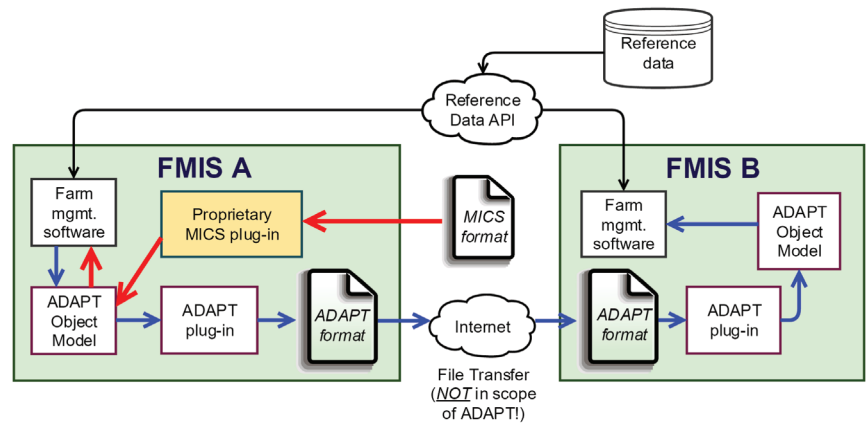 Reference
data
Reference
Data API
FMIS A
Farm
mgmt.
software
Proprietary
MICS plug-in
MICS
format
ADAPT
Object
Model
ADAPT
plug-in
ADAPT
format
Internet
File Transfer
(NOT in scope
of ADAPT!)
FMIS B
Farm
mgmt.
software
ADAPT
Object
Model
ADAPT
format
ADAPT
plug-in